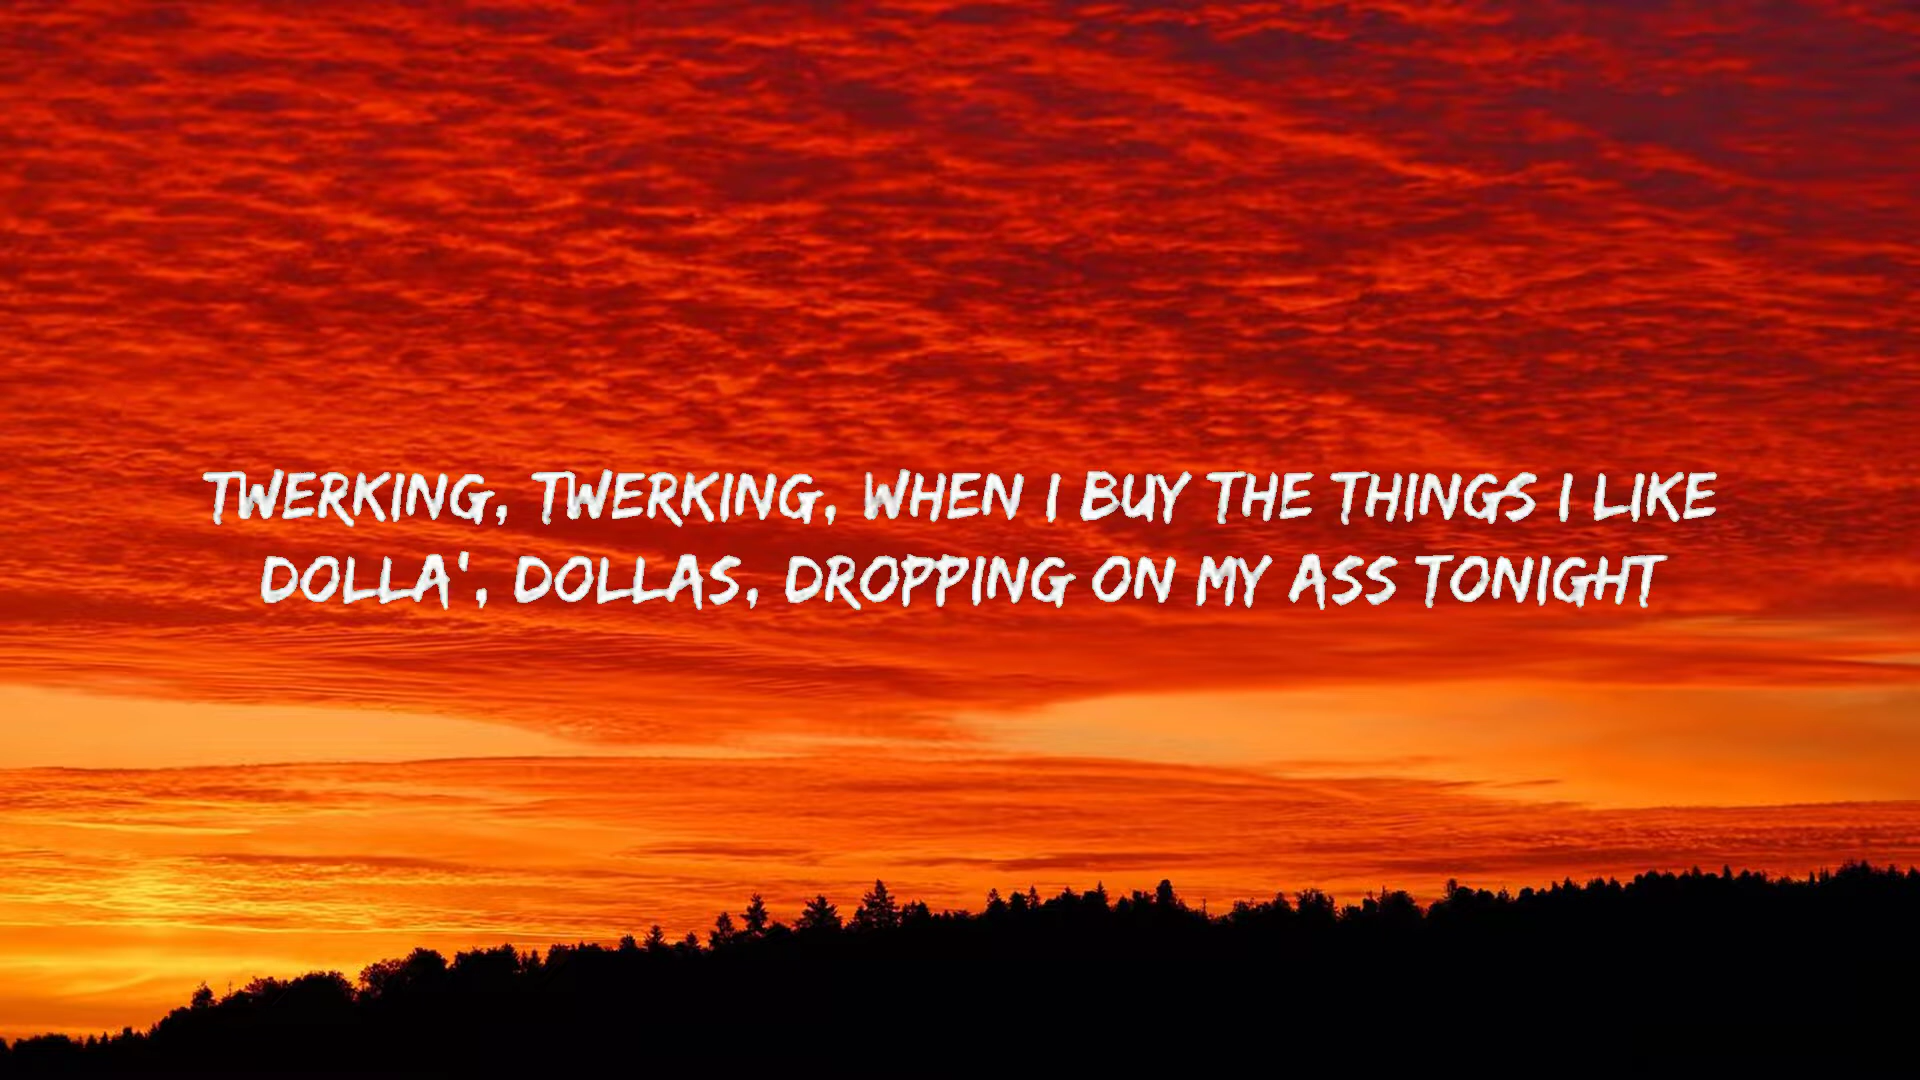 TWERKING, TWERKING, WHEN I BUY THE THINGS I LIKE
DOLLA', DOLLAS, DROPPING ON MY ASS TONIGHT